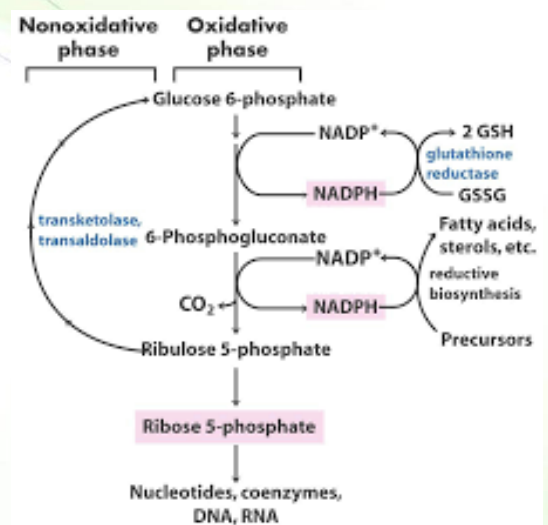 Nonoxidative phase
Oxidative phase
Glucose 6-phosphate
NADP⁺
2 GSH
glutathione
reductase
NADPH
GSSG
transketolase,
transaldolase
6-Phosphogluconate
Fatty acids,
sterols, etc.
NADP⁺
reductive
biosynthesis
CO₂
NADPH
Precursors
Ribulose 5-phosphate
Ribose 5-phosphate
Nucleotides, coenzymes,
DNA, RNA